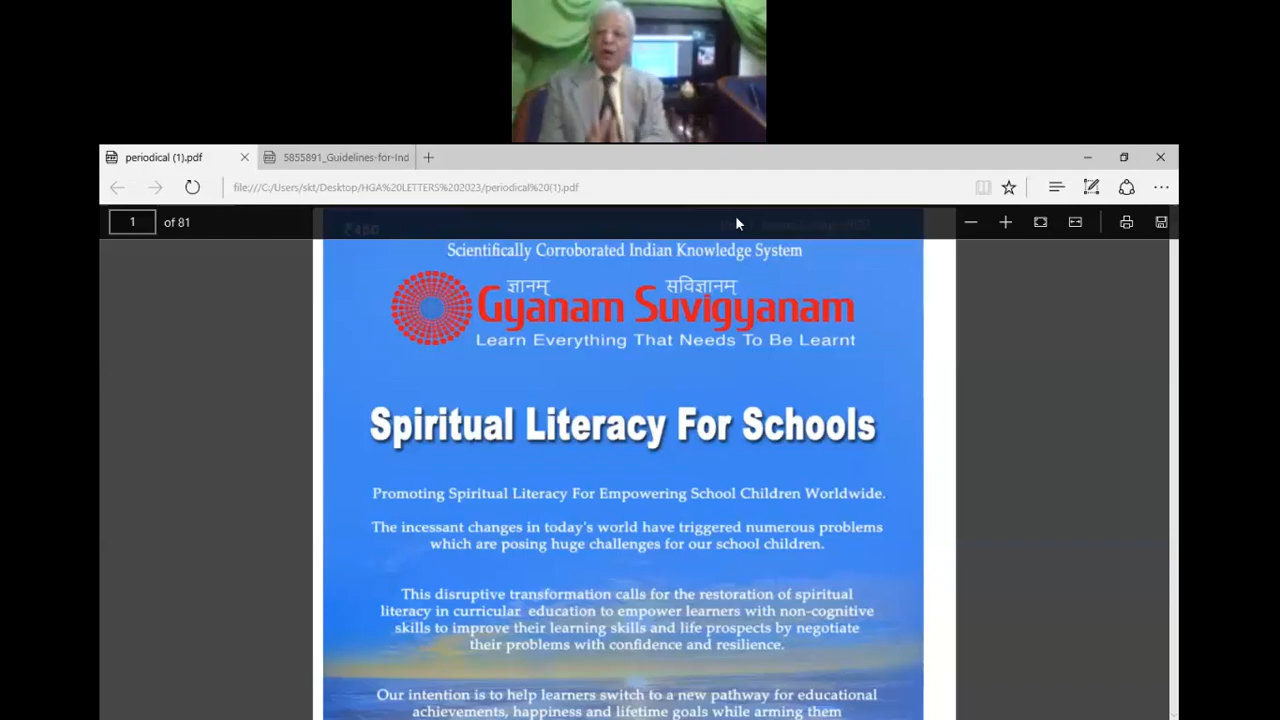 periodical (1).pdf
5855891_Guidelines-for-Ind
file:///C:/Users/skt/Desktop/HGA%20LETTERS%202023/periodical%20(1).pdf
1 of 81
Scientifically Corroborated Indian Knowledge System
ज्ञानम् सविज्ञानम्
Gyanam Suvigyanam
Learn Everything That Needs To Be Learnt
Spiritual Literacy For Schools
Promoting Spiritual Literacy For Empowering School Children Worldwide.
The incessant changes in today's world have triggered numerous problems
which are posing huge challenges for our school children.
This disruptive transformation calls for the restoration of spiritual
literacy in curricular education to empower learners with non-cognitive
skills to improve their learning skills and life prospects by negotiate
their problems with confidence and resilience.
Our intention is to help learners switch to a new pathway for educational
achievements, happiness and lifetime goals while arming them